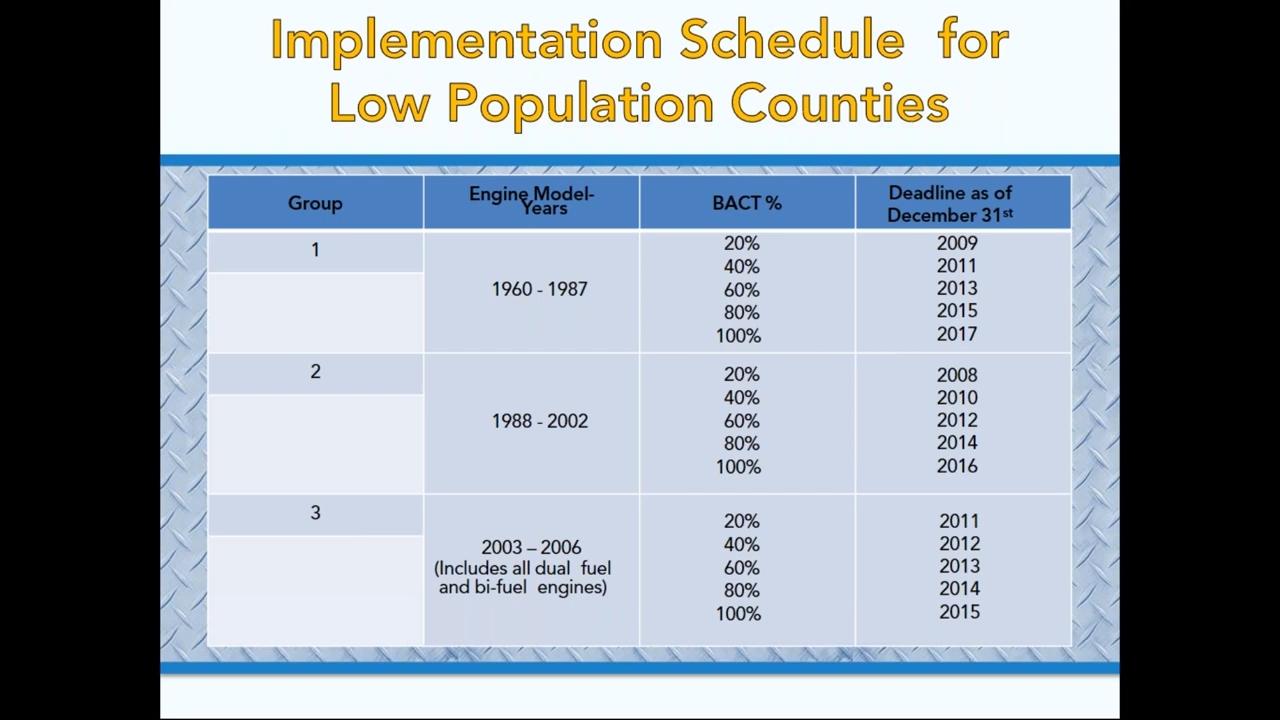 Implementation Schedule for
Low Population Counties
Group
Engine Model-
Years
BACT %
Deadline as of
December 31st
1
1960 - 1987
20%
40%
60%
80%
100%
2009
2011
2013
2015
2017
2
1988 - 2002
20%
40%
60%
80%
100%
2008
2010
2012
2014
2016
3
2003 – 2006
(Includes all dual fuel
and bi-fuel engines)
20%
40%
60%
80%
100%
2011
2012
2013
2014
2015